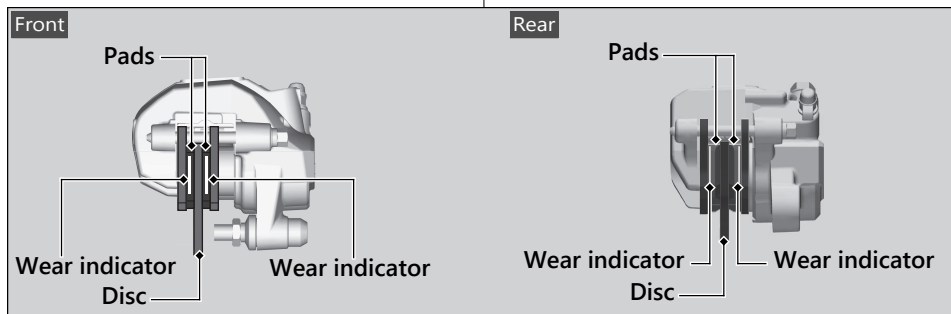 Front
Pads
Wear indicator
Wear indicator
Disc
Rear
Pads
Wear indicator
Wear indicator
Disc